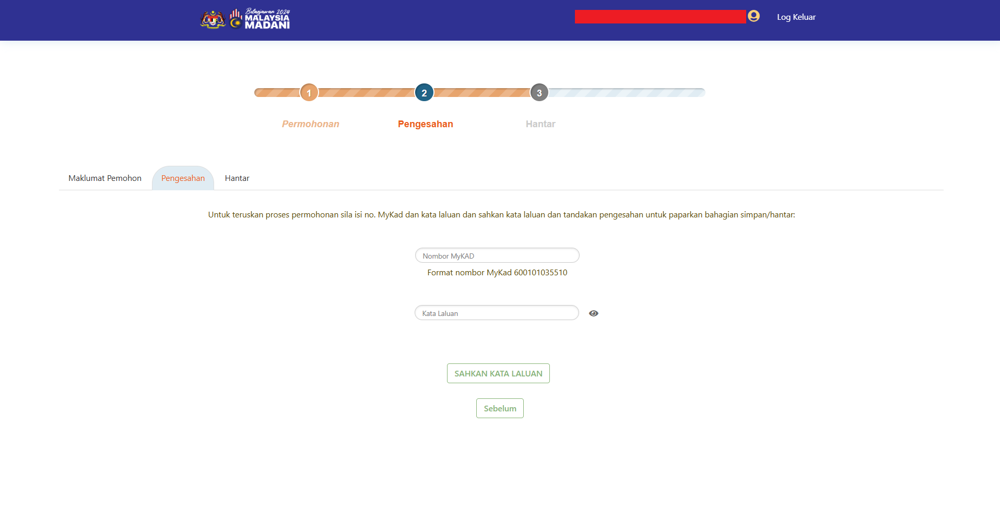 Belanjawan 2024
MALAYSIA
MADANI
Log Keluar
1 2 3
Permohonan Pengesahan Hantar
Maklumat Pemohon Pengesahan Hantar
Untuk teruskan proses permohonan sila isi no. MyKad dan kata laluan dan sahkan kata laluan dan tandakan pengesahan untuk paparkan bahagian simpan/hantar:
Nombor MyKAD
Format nombor MyKad 600101035510
Kata Laluan
SAHKAN KATA LALUAN
Sebelum